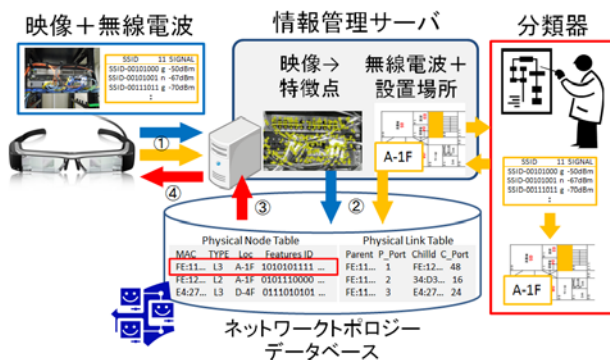 映像＋無線電波
情報管理サーバ
分類器
SSID 11 SIGNAL
SSID-00101000 g -50dBm
SSID-00101001 n -67dBm
SSID-00111011 g -70dBm
:
映像→
特徴点
無線電波＋
設置場所
A-1F
①
④
③
②
SSID 11 SIGNAL
SSID-00101000 g -50dBm
SSID-00101001 n -67dBm
SSID-00111011 g -70dBm
:
A-1F
Physical Node Table
MAC TYPE Loc Features ID
FE:11... L3 A-1F 1010101111 ...
FE:12... L2 A-1F 0101110000 ...
E4:27... L3 D-4F 0111010101 ...
Physical Link Table
Parent P_Port Chilld C_Port
FE:11... 1 FE:12... 48
FE:11... 2 34:D3... 16
FE:11... 3 E4:27... 24
ネットワークトポロジー
データベース